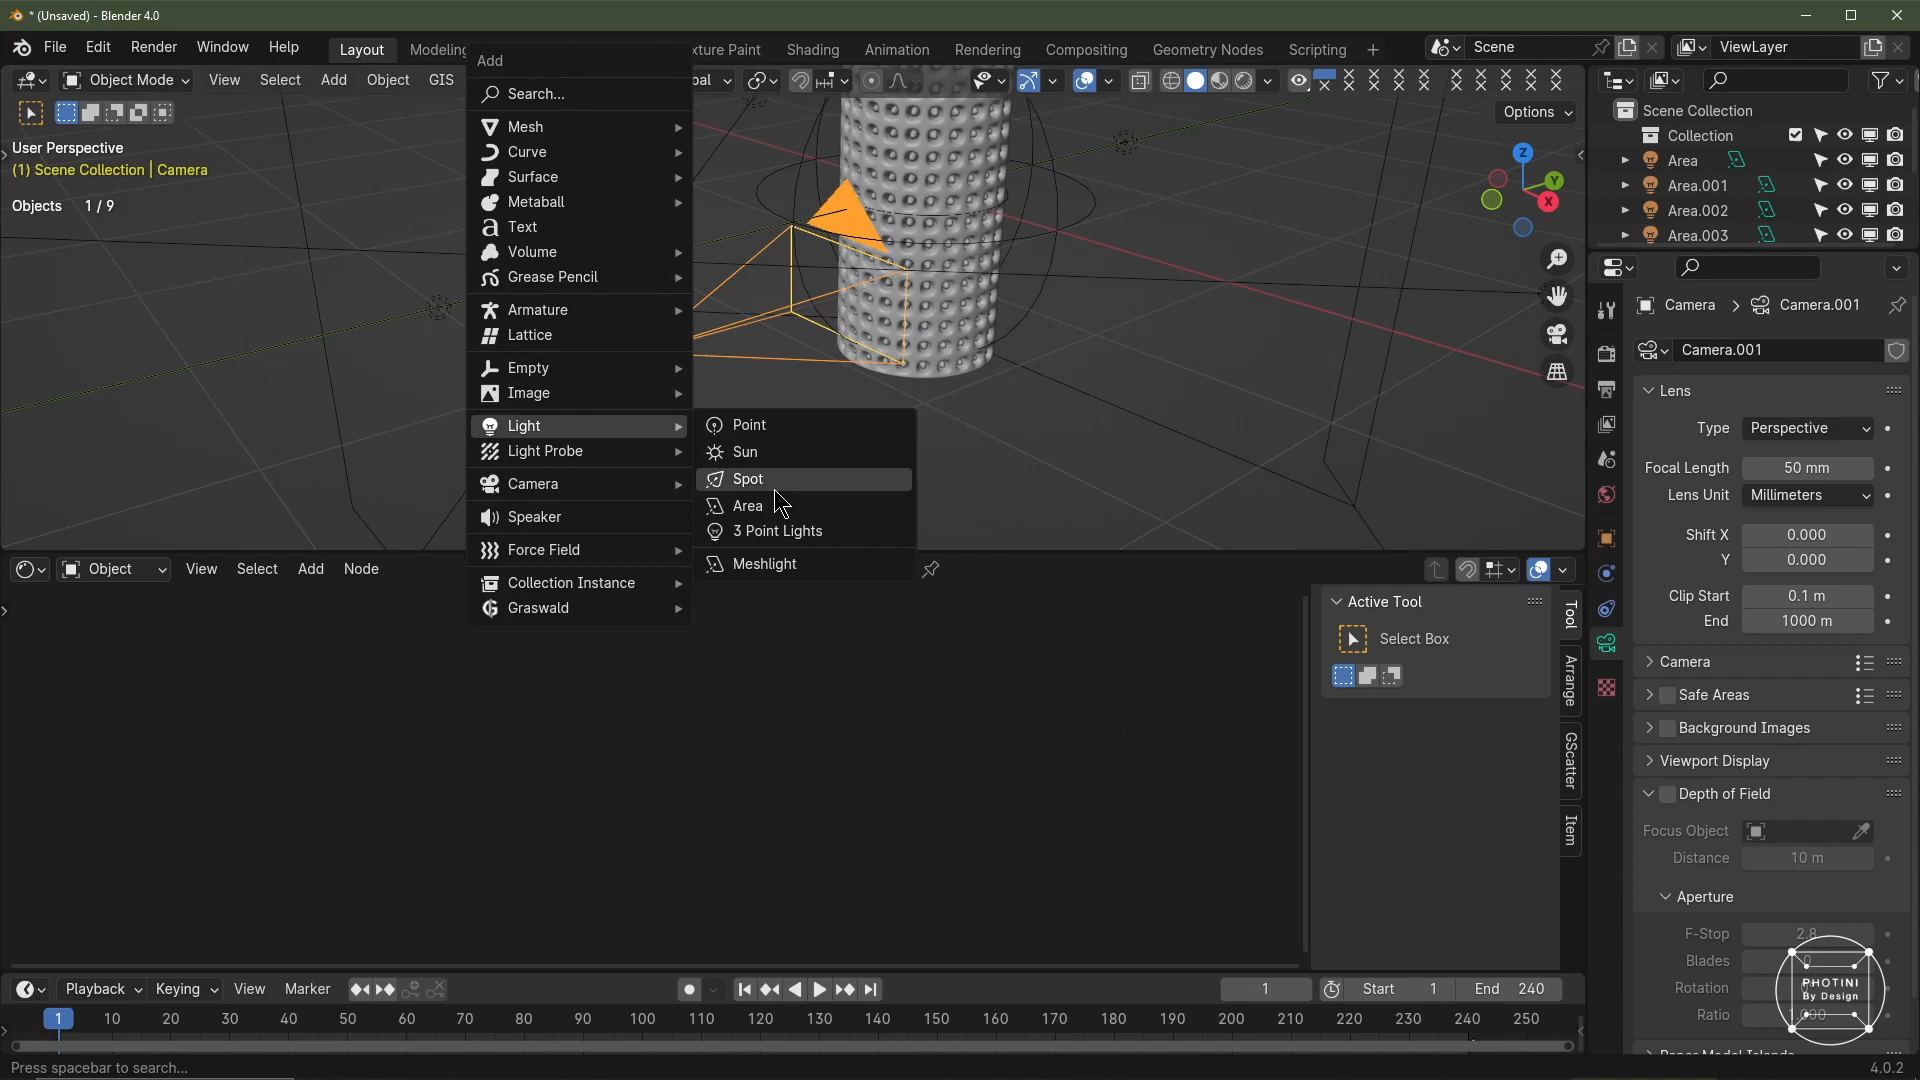 * (Unsaved) - Blender 4.0
File Edit Render Window Help
Layout Modeling xture Paint Shading Animation Rendering Compositing Geometry Nodes Scripting +
Scene
ViewLayer
Object Mode View Select Add Object GIS
bal
Options
User Perspective
(1) Scene Collection | Camera
Objects 1 / 9
Add
Search...
Mesh
Curve
Surface
Metaball
Text
Volume
Grease Pencil
Armature
Lattice
Empty
Image
Light
Light Probe
Camera
Speaker
Force Field
Collection Instance
Graswald
Point
Sun
Spot
Area
3 Point Lights
Meshlight
Z
Y
X
Scene Collection
Collection
Area
Area.001
Area.002
Area.003
Camera > Camera.001
Camera.001
Lens
Type Perspective
Focal Length 50 mm
Lens Unit Millimeters
Shift X 0.000
Y 0.000
Clip Start 0.1 m
End 1000 m
Camera
Safe Areas
Background Images
Viewport Display
Depth of Field
Focus Object
Distance 10 m
Aperture
F-Stop 2.8
Blades 0
Rotation
Ratio 1.000
PHOTINI
By Design
Object View Select Add Node
Active Tool
Select Box
Tool
Arrange
GScatter
Item
Playback Keying View Marker
1
Start 1 End 240
1 10 20 30 40 50 60 70 80 90 100 110 120 130 140 150 160 170 180 190 200 210 220 230 240 250
Press spacebar to search...
4.0.2